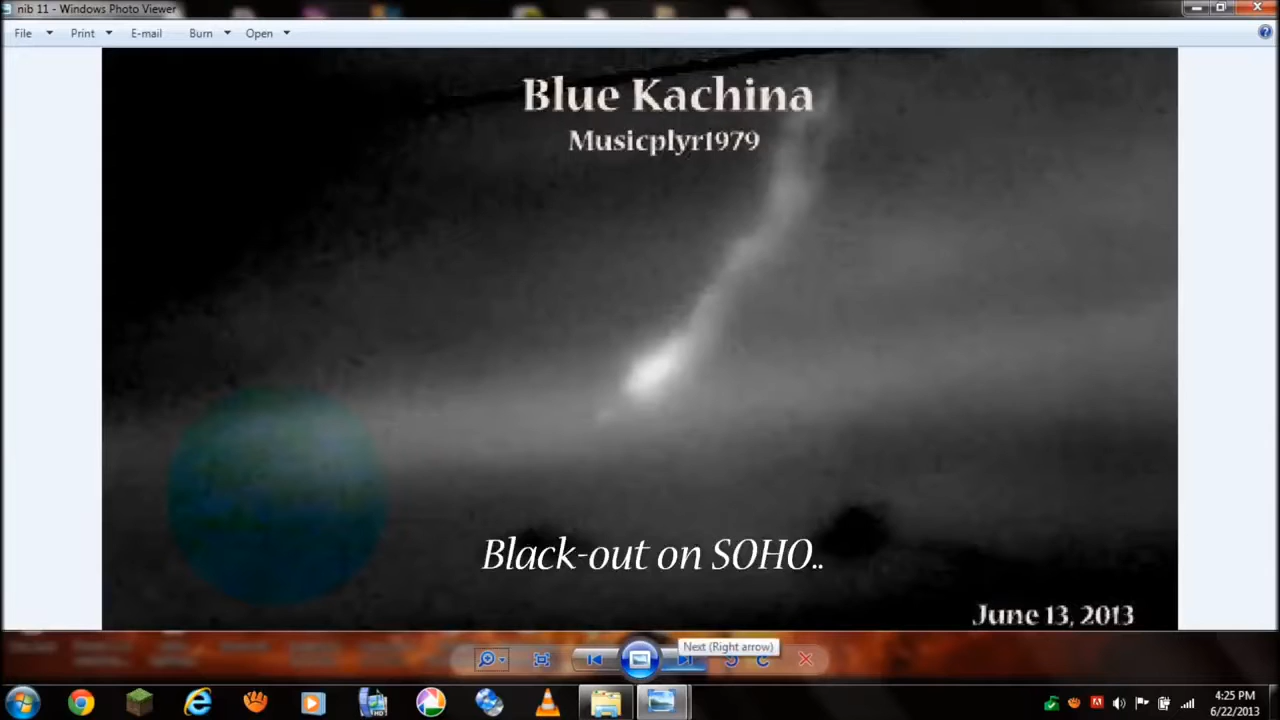 nib 11 - Windows Photo Viewer
File Print E-mail Burn Open
Blue Kachina
Musicplyr1979
Black-out on SOHO..
June 13, 2013
Next (Right arrow)
HD
4:25 PM
6/22/2013